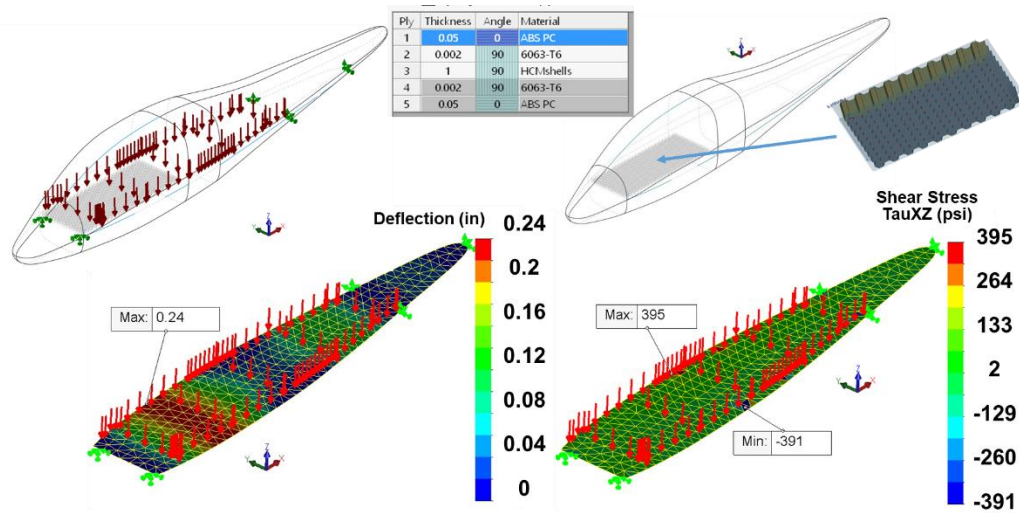 Ply Thickness Angle Material
1 0.05 0 ABS PC
2 0.002 90 6063-T6
3 1 90 HCMshells
4 0.002 90 6063-T6
5 0.05 0 ABS PC
Deflection (in)
0.24
0.2
0.16
0.12
0.08
0.04
0
Max: 0.24
Shear Stress
TauXZ (psi)
395
264
133
2
-129
-260
-391
Max: 395
Min: -391